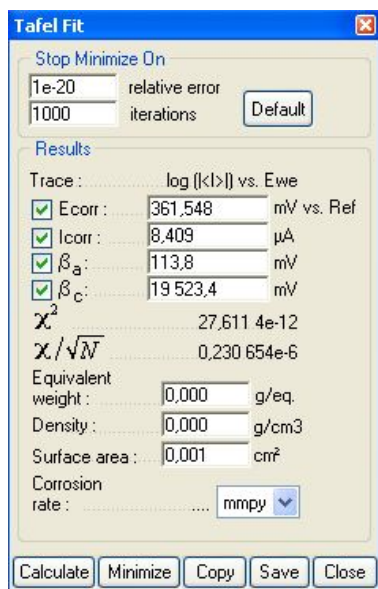 Tafel Fit
Stop Minimize On
1e-20 relative error
1000 iterations
Default
Results
Trace : log (|<I>|) vs. Ewe
Ecorr : 361,548 mV vs. Ref
Icorr : 8,409 µA
βa: 113,8 mV
βc: 19 523,4 mV
χ² 27,611 4e-12
χ/√N 0,230 654e-6
Equivalent
weight : 0,000 g/eq.
Density : 0,000 g/cm3
Surface area : 0,001 cm²
Corrosion
rate : .... mmpy
Calculate Minimize Copy Save Close